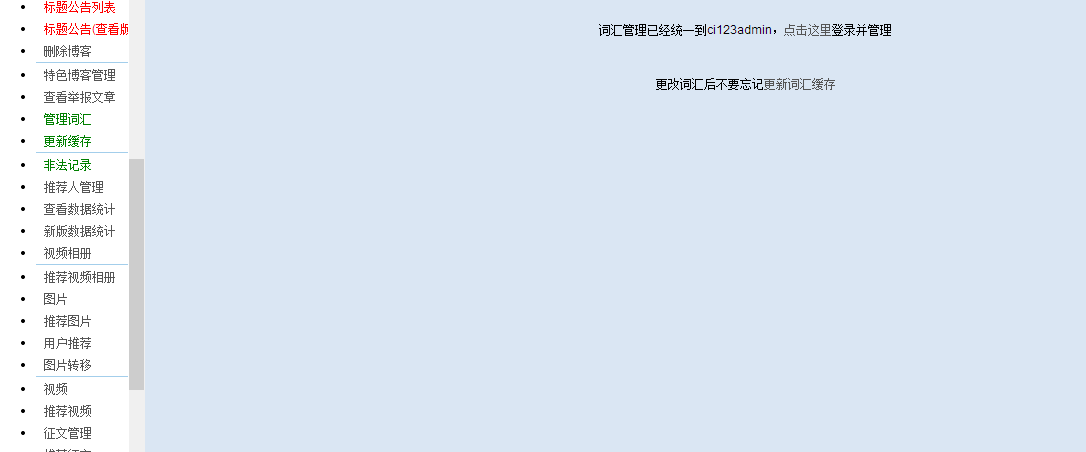 标题公告列表
标题公告(查看版
删除博客
特色博客管理
查看举报文章
管理词汇
更新缓存
非法记录
推荐人管理
查看数据统计
新版数据统计
视频相册
推荐视频相册
图片
推荐图片
用户推荐
图片转移
视频
推荐视频
征文管理
词汇管理已经统一到ci123admin，点击这里登录并管理
更改词汇后不要忘记更新词汇缓存